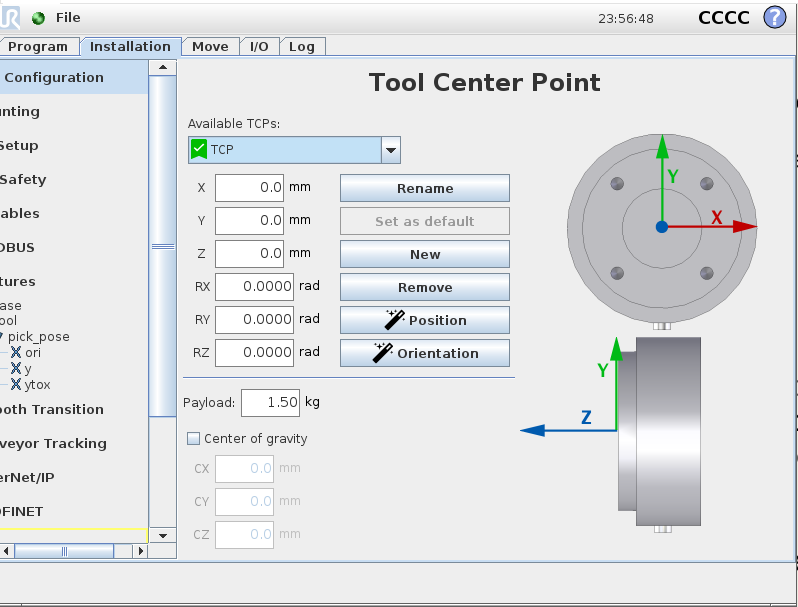 UR File 23:56:48 CCCC ?
Program Installation Move I/O Log
Configuration
Tool Center Point
unting
Setup
Safety
ables
DBUS
tures
ase
ool
pick_pose
ori
y
ytox
ooth Transition
veyor Tracking
erNet/IP
OFINET
Available TCPs:
TCP
X 0.0 mm Rename
Y 0.0 mm Set as default
Z 0.0 mm New
RX 0.0000 rad Remove
RY 0.0000 rad Position
RZ 0.0000 rad Orientation
Payload: 1.50 kg
Center of gravity
CX 0.0 mm
CY 0.0 mm
CZ 0.0 mm
Y
X
Y
Z